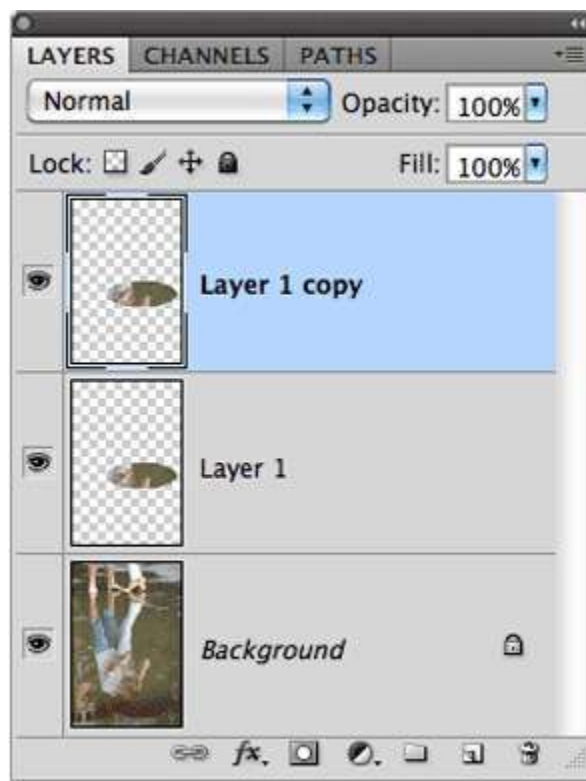 LAYERS CHANNELS PATHS
Normal Opacity: 100%
Lock: Fill: 100%
Layer 1 copy
Layer 1
Background
fx.